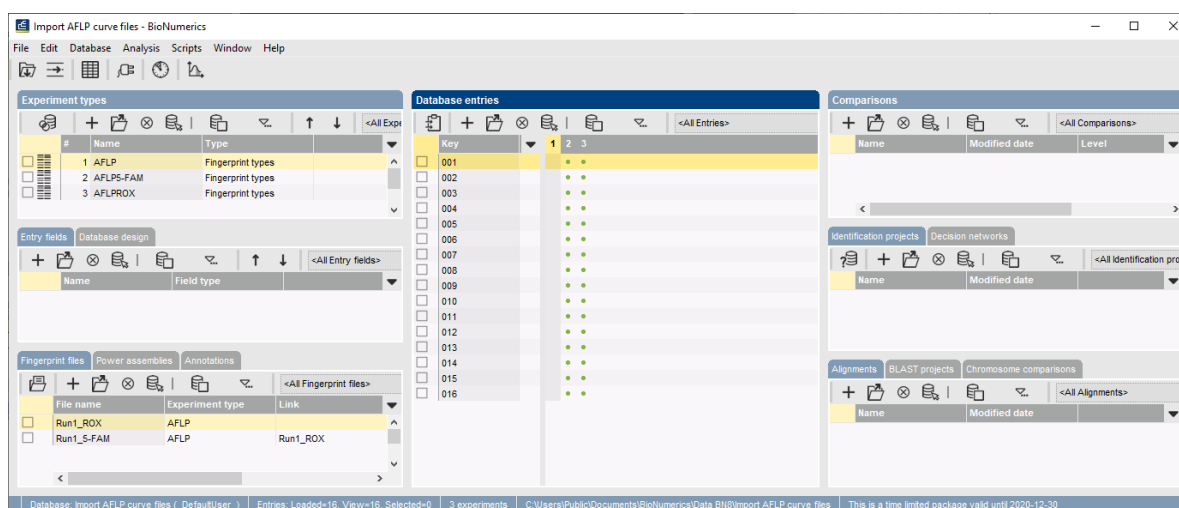 Import AFLP curve files - BioNumerics
File Edit Database Analysis Scripts Window Help
Experiment types
<All Expe
# Name Type
1 AFLP Fingerprint types
2 AFLP5-FAM Fingerprint types
3 AFLPROX Fingerprint types
Entry fields Database design
<All Entry fields>
Name Field type
Fingerprint files Power assemblies Annotations
<All Fingerprint files>
File name Experiment type Link
Run1_ROX AFLP
Run1_5-FAM AFLP Run1_ROX
Database entries
<All Entries>
Key 1 2 3
001
002
003
004
005
006
007
008
009
010
011
012
013
014
015
016
Comparisons
<All Comparisons>
Name Modified date Level
Identification projects Decision networks
<All Identification pro
Name Modified date
Alignments BLAST projects Chromosome comparisons
<All Alignments>
Name Modified date
Database: Import AFLP curve files (_DefaultUser_) Entries: Loaded=16, View=16, Selected=0 3 experiments C:\Users\Public\Documents\BioNumerics\Data BN8\Import AFLP curve files This is a time limited package valid until 2020-12-30